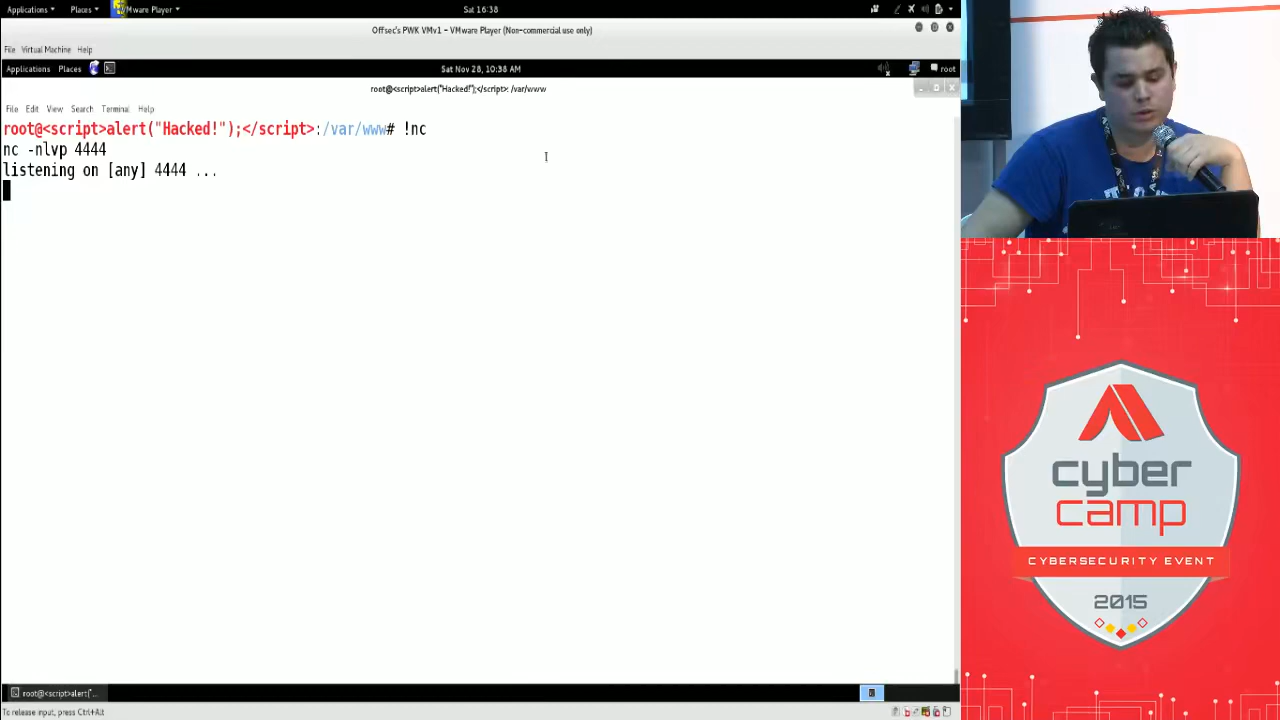 Applications Places VMware Player Sat 16:38
Offsec's PWK VMv1 - VMware Player (Non-commercial use only)
File Virtual Machine Help
Applications Places Sat Nov 28, 10:38 AM root
root@<script>alert("Hacked!");</script>: /var/www
File Edit View Search Terminal Help
root@<script>alert("Hacked!");</script>:/var/www# !nc
nc -nlvp 4444
listening on [any] 4444 ...
root@<script>alert("...
To release input, press Ctrl+Alt
cyber
camp
CYBERSECURITY EVENT
2015